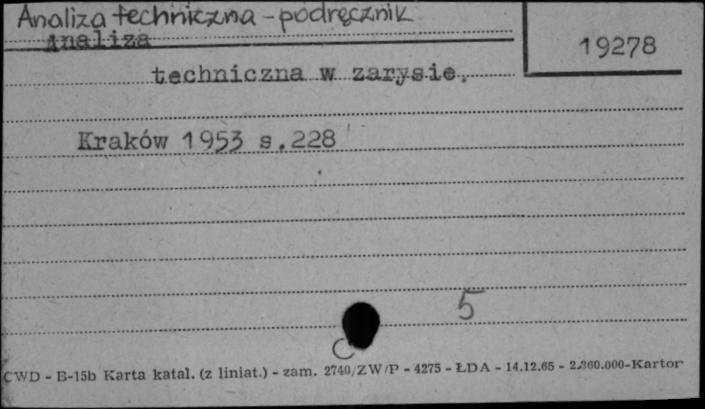 Analiza techniczna - podręcznik
Analiza
19278
techniczna w zarysie.
Kraków 1953 s.228
5
C
CWD - B-15b Karta katal. (z liniat.) - zam. 2740/ZW/P - 4275 - ŁDA - 14.12.65 - 2.860.000-Kartor